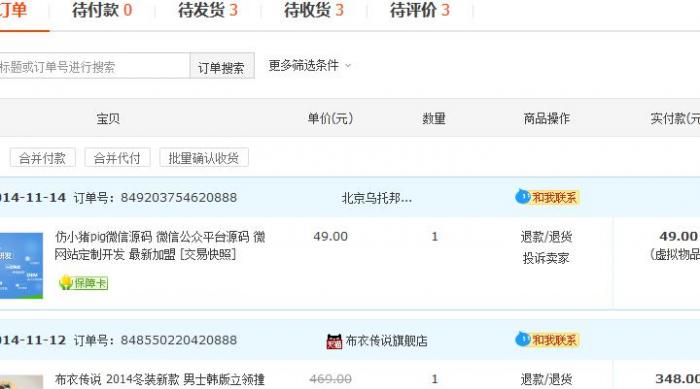 订单 待付款 0 待发货 3 待收货 3 待评价 3
标题或订单号进行搜索 订单搜索 更多筛选条件
宝贝 单价(元) 数量 商品操作 实付款(元
合并付款 合并代付 批量确认收货
014-11-14 订单号：849203754620888 北京乌托邦... 和我联系
仿小猪pig微信源码 微信公众平台源码 微 49.00 1 退款/退货 49.00
网站定制开发 最新加盟 [交易快照] 投诉卖家 (虚拟物品
保障卡
014-11-12 订单号：848550220420888 布衣传说旗舰店 和我联系
布衣传说 2014冬装新款 男士韩版立领撞 469.00 1 退款/退货 348.00